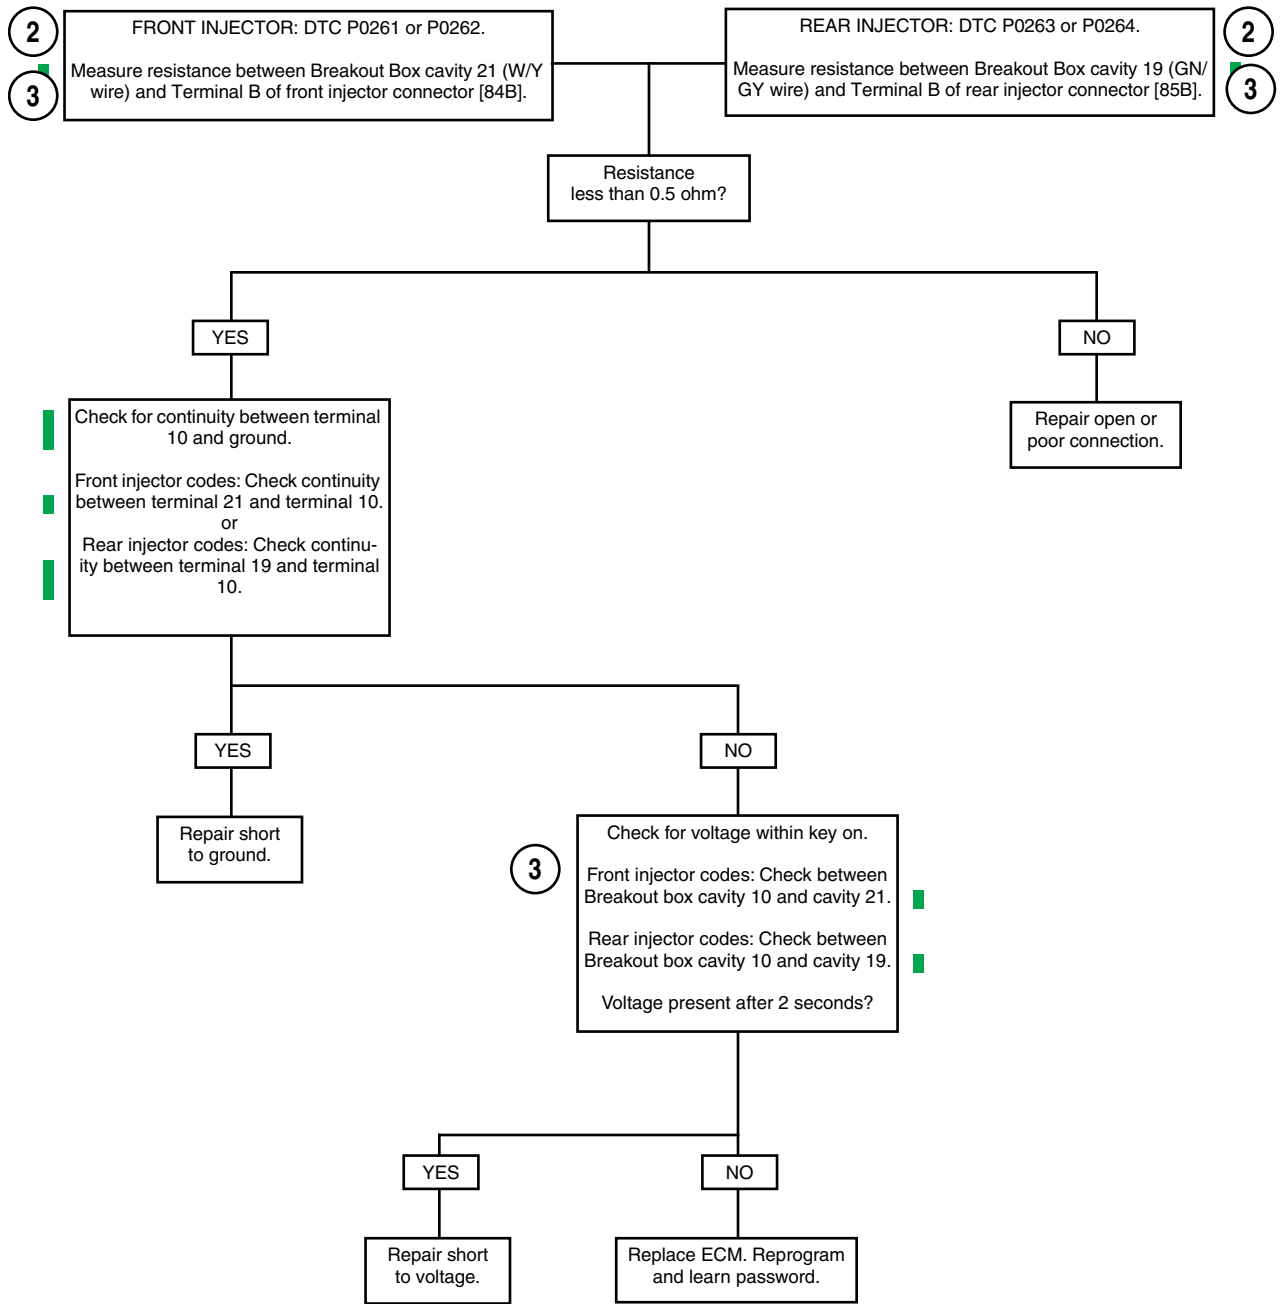 2
FRONT INJECTOR: DTC P0261 or P0262.
3
Measure resistance between Breakout Box cavity 21 (W/Y
wire) and Terminal B of front injector connector [84B].
REAR INJECTOR: DTC P0263 or P0264.
2
Measure resistance between Breakout Box cavity 19 (GN/
GY wire) and Terminal B of rear injector connector [85B].
3
Resistance
less than 0.5 ohm?
YES
NO
Check for continuity between terminal
10 and ground.
Front injector codes: Check continuity
between terminal 21 and terminal 10.
or
Rear injector codes: Check continu-
ity between terminal 19 and terminal
10.
Repair open or
poor connection.
YES
NO
Repair short
to ground.
3
Check for voltage within key on.
Front injector codes: Check between
Breakout box cavity 10 and cavity 21.
Rear injector codes: Check between
Breakout box cavity 10 and cavity 19.
Voltage present after 2 seconds?
YES
NO
Repair short
to voltage.
Replace ECM. Reprogram
and learn password.